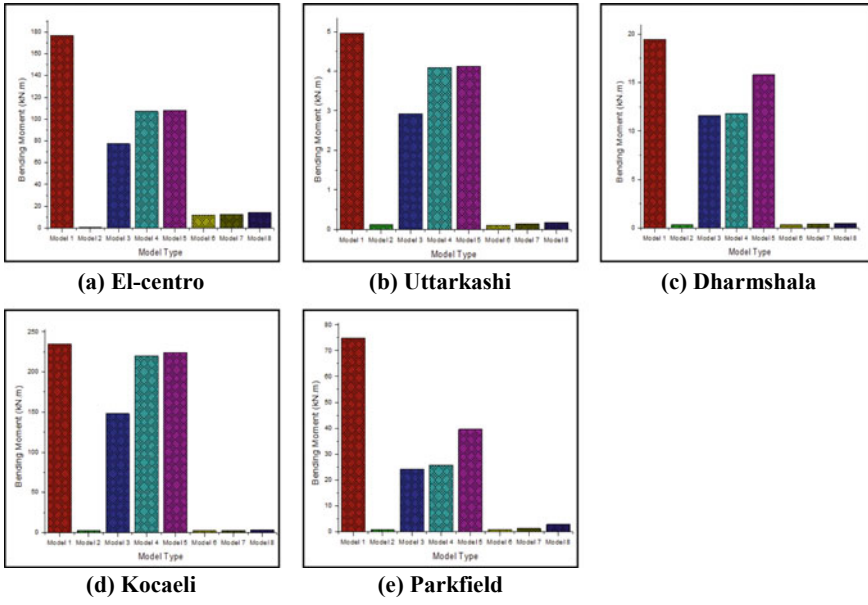 180
160
140
120
100
80
60
40
20
0
Bending Moment (kN.m)
Model 1 Model 2 Model 3 Model 4 Model 5 Model 6 Model 7 Model 8
Model Type
(a) El-centro
5
4
3
2
1
0
Bending Moment (kN.m)
Model 1 Model 2 Model 3 Model 4 Model 5 Model 6 Model 7 Model 8
Model Type
(b) Uttarkashi
20
15
10
5
0
Bending Moment (kN.m)
Model 1 Model 2 Model 3 Model 4 Model 5 Model 6 Model 7 Model 8
Model Type
(c) Dharmshala
250
200
150
100
50
0
Bending Moment (kN.m)
Model 1 Model 2 Model 3 Model 4 Model 5 Model 6 Model 7 Model 8
Model Type
(d) Kocaeli
80
70
60
50
40
30
20
10
0
Bending Moment (kN.m)
Model 1 Model 2 Model 3 Model 4 Model 5 Model 6 Model 7 Model 8
Model Type
(e) Parkfield